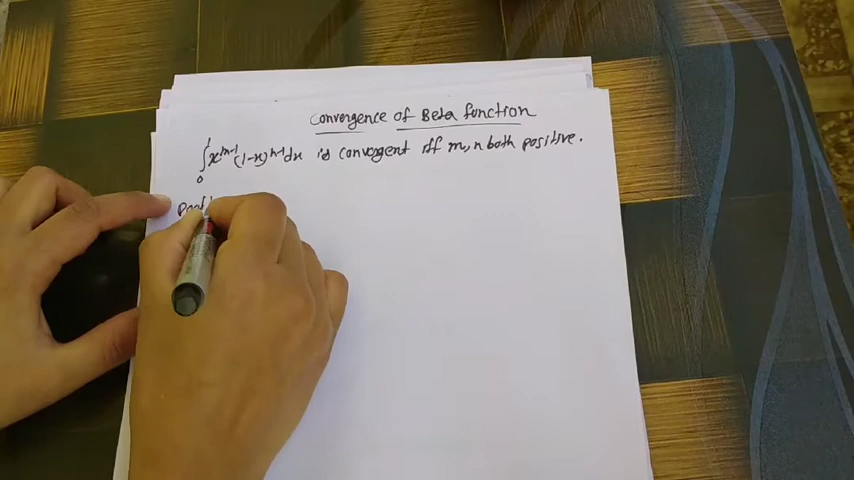 Convergence of Beta function
∫₀¹ x^{m-1} (1-x)^{n-1} dx is convergent iff m, n both positive.